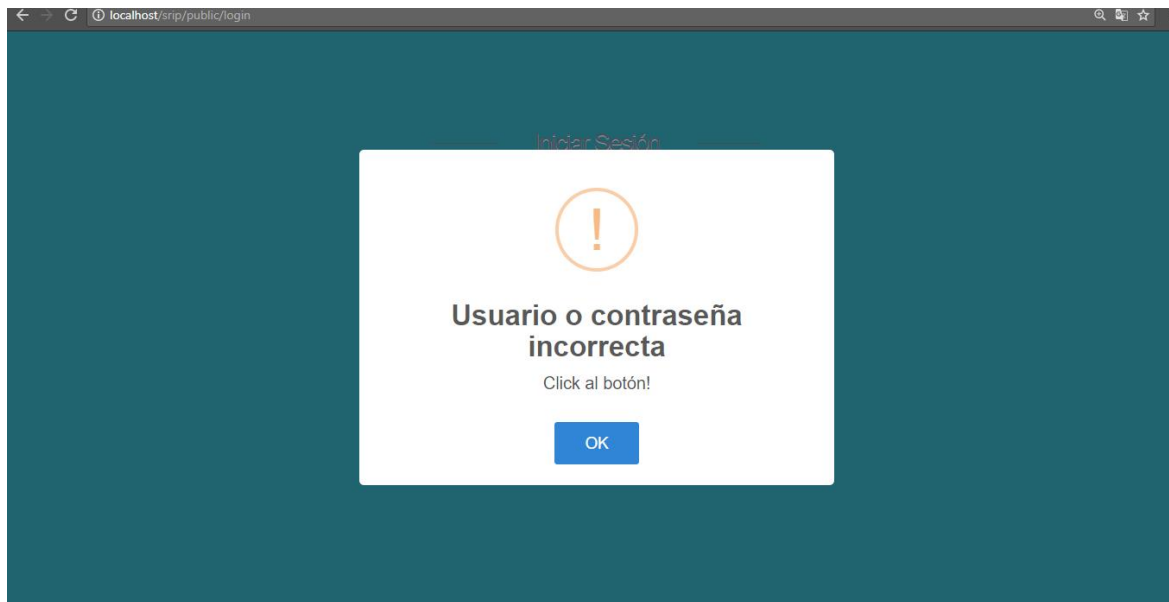 localhost/srip/public/login
Iniciar Sesión
!
Usuario o contraseña
incorrecta
Click al botón!
OK